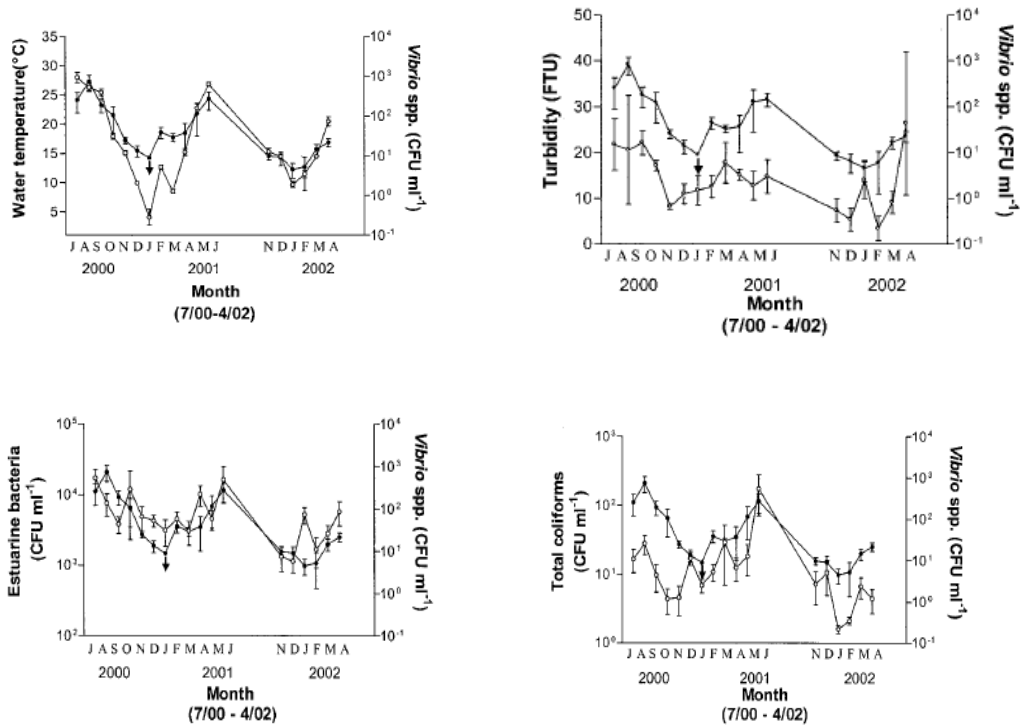 Water temperature(°C)
35
30
25
20
15
10
5
10⁴
10³
10²
10¹
10⁰
10⁻¹
Vibrio spp. (CFU ml⁻¹)
J A S O N D J F M A M J N D J F M A
2000 2001 2002
Month
(7/00-4/02)
Turbidity (FTU)
50
40
30
20
10
0
10⁴
10³
10²
10¹
10⁰
10⁻¹
Vibrio spp. (CFU ml⁻¹)
J A S O N D J F M A M J N D J F M A
2000 2001 2002
Month
(7/00 - 4/02)
Estuarine bacteria
(CFU ml⁻¹)
10⁵
10⁴
10³
10²
10⁴
10³
10²
10¹
10⁰
10⁻¹
Vibrio spp. (CFU ml⁻¹)
J A S O N D J F M A M J N D J F M A
2000 2001 2002
Month
(7/00 - 4/02)
Total coliforms
(CFU ml⁻¹)
10³
10²
10¹
10⁰
10⁴
10³
10²
10¹
10⁰
10⁻¹
Vibrio spp. (CFU ml⁻¹)
J A S O N D J F M A M J N D J F M A
2000 2001 2002
Month
(7/00 - 4/02)